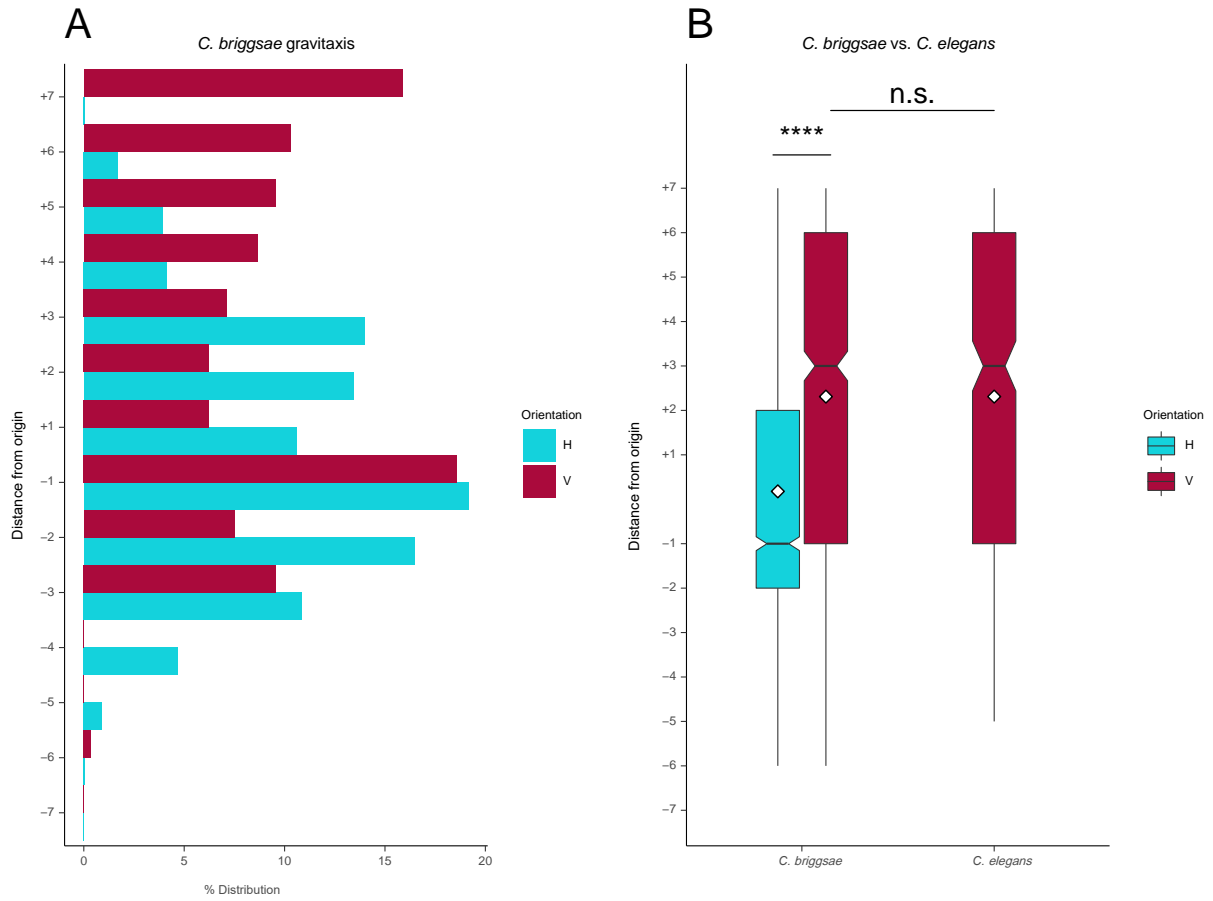 A
C. briggsae gravitaxis
+7
+6
+5
+4
+3
+2
+1
−1
−2
−3
−4
−5
−6
−7
Distance from origin
0 5 10 15 20
% Distribution
Orientation
H
V
B
C. briggsae vs. C. elegans
n.s.
****
+7
+6
+5
+4
+3
+2
+1
−1
−2
−3
−4
−5
−6
−7
Distance from origin
C. briggsae C. elegans
Orientation
H
V